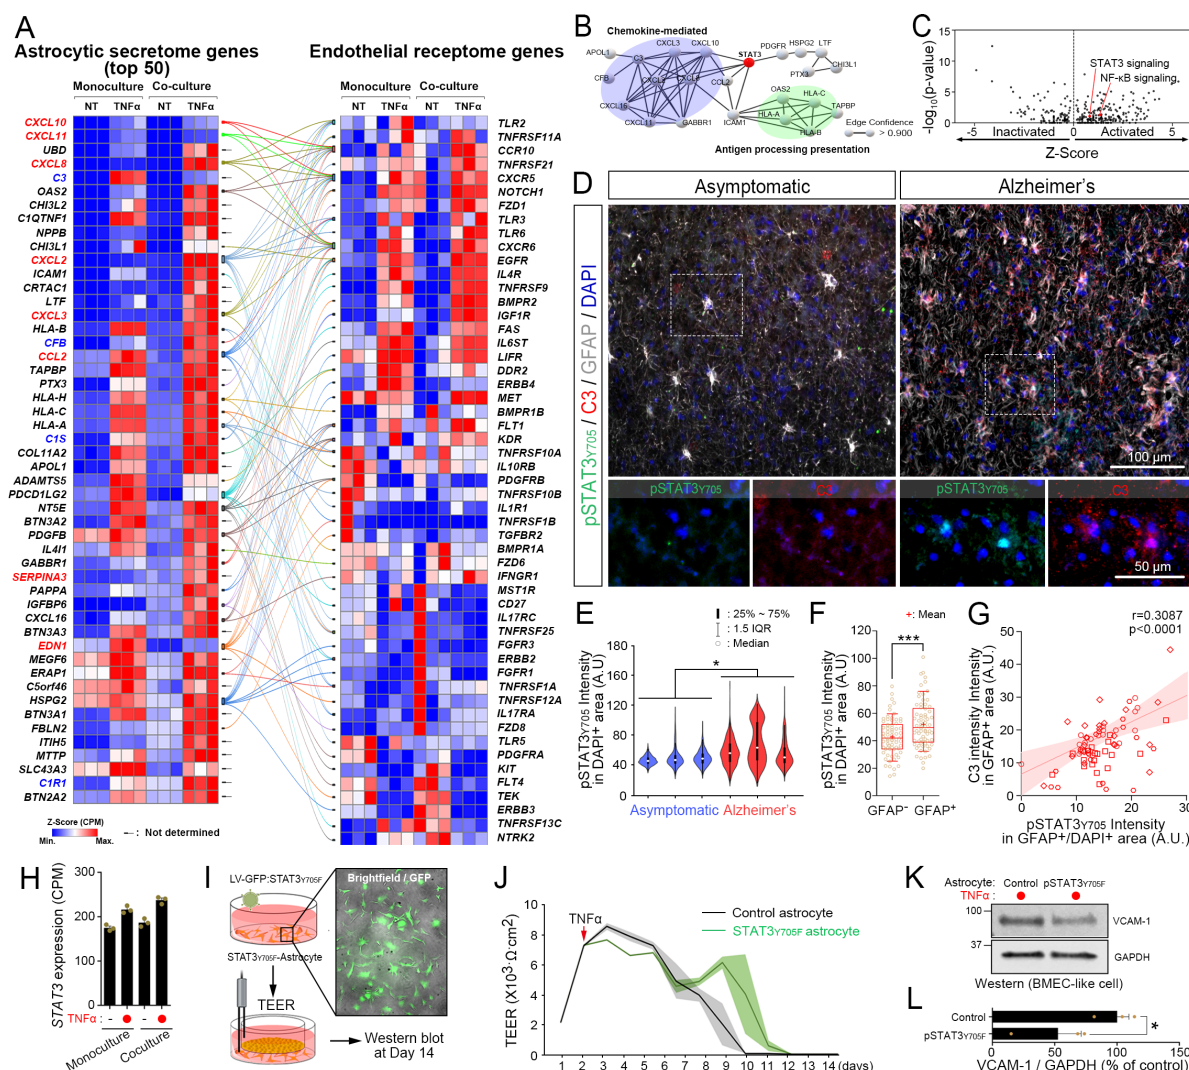 A
Astrocytic secretome genes
(top 50)
Endothelial receptome genes
Monoculture
Co-culture
NT
TNFα
NT
TNFα
Monoculture
Co-culture
NT
TNFα
NT
TNFα
CXCL10
CXCL11
UBD
CXCL8
C3
OAS2
CHI3L2
C1QTNF1
NPPB
CHI3L1
CXCL2
ICAM1
CRTAC1
LTF
CXCL3
HLA-B
CFB
CCL2
TAPBP
PTX3
HLA-H
HLA-C
HLA-A
C1S
COL11A2
APOL1
ADAMTS5
PDCD1LG2
NT5E
BTN3A2
PDGFB
IL4I1
GABBR1
SERPINA3
PAPPA
IGFBP6
CXCL16
BTN3A3
EDN1
MEGF6
ERAP1
C5orf46
HSPG2
BTN3A1
FBLN2
ITIH5
MTTP
SLC43A3
C1R1
BTN2A2
TLR2
TNFRSF11A
CCR10
TNFRSF21
CXCR5
NOTCH1
FZD1
TLR3
TLR6
CXCR6
EGFR
IL4R
TNFRSF9
BMPR2
IGF1R
FAS
IL6ST
LIFR
DDR2
ERBB4
MET
BMPR1B
FLT1
KDR
TNFRSF10A
IL10RB
PDGFRB
TNFRSF10B
IL1R1
TNFRSF1B
TGFBR2
BMPR1A
FZD6
IFNGR1
MST1R
CD27
IL17RC
TNFRSF25
FGFR3
ERBB2
FGFR1
TNFRSF1A
TNFRSF12A
IL17RA
FZD8
TLR5
PDGFRA
KIT
FLT4
TEK
ERBB3
TNFRSF13C
NTRK2
Z-Score (CPM)
Min.
Max.
: Not determined
B
Chemokine-mediated
APOL1
C3
CXCL3
CXCL10
STAT3
PDGFR
HSPG2
LTF
CFB
CCL2
PTX3
CHI3L1
CXCL16
CXCL11
GABBR1
ICAM1
OAS2
HLA-C
HLA-A
TAPBP
HLA-B
Edge Confidence
> 0.900
Antigen processing presentation
C
15
10
5
0
-log10(p-value)
STAT3 signaling
NF-κB signaling
-5
Inactivated
0
Activated
5
Z-Score
D
Asymptomatic
Alzheimer's
pSTAT3Y705 / C3 / GFAP / DAPI
100 µm
pSTAT3Y705
C3
pSTAT3Y705
C3
50 µm
E
: 25% ~ 75%
: 1.5 IQR
: Median
180
160
120
80
40
0
pSTAT3Y705 Intensity
in DAPI+ area (A.U)
*
Asymptomatic
Alzheimer's
F
+: Mean
120
100
80
60
40
20
0
pSTAT3Y705 Intensity
in DAPI+ area (A.U)
***
GFAP-
GFAP+
G
r=0.3087
p<0.0001
50
40
30
20
10
0
C3 intensity
in GFAP+ area (A.U.)
0
10
20
30
pSTAT3Y705 Intensity
in GFAP+/DAPI+ area (A.U.)
H
300
200
100
0
STAT3 expression (CPM)
TNFα :
-
-
Monoculture
Coculture
I
LV-GFP:STAT3Y705F
Brightfield / GFP
STAT3Y705F-Astrocyte
TEER
Western blot
at Day 14
J
10
8
6
4
2
0
TEER (X10³·Ω·cm²)
TNFα
Control astrocyte
STAT3Y705F astrocyte
1 2 3 4 5 6 7 8 9 10 11 12 13 14 (days)
K
Astrocyte:
Control
pSTAT3Y705F
TNFα :
100
VCAM-1
37
GAPDH
Western (BMEC-like cell)
L
Control
pSTAT3Y705F
*
0
50
100
150
VCAM-1 / GAPDH (% of control)